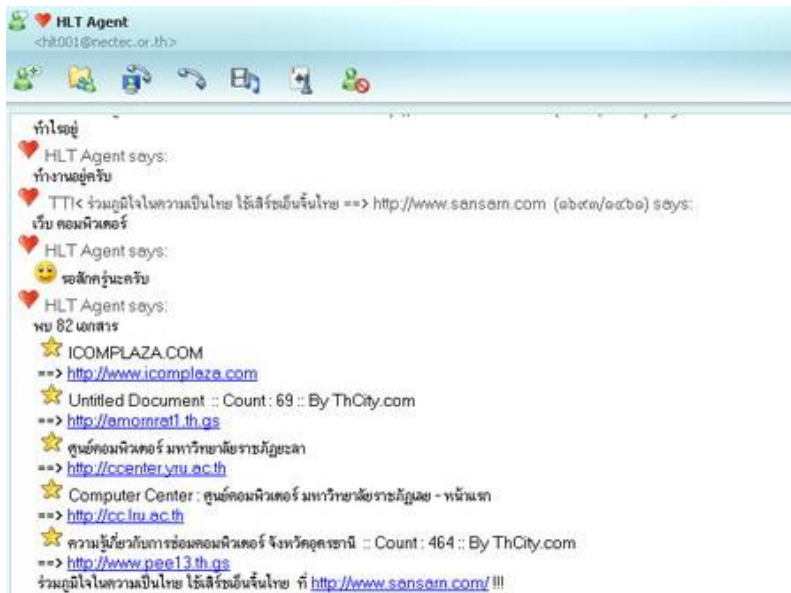 HLT Agent
<hlt001@nectec.or.th>
ทำไรอยู่
HLT Agent says:
ทำงานอยู่ครับ
TTI< ร่วมภูมิใจในความเป็นไทย ใช้เสิร์ชเอ็นจิ้นไทย ==> http://www.sansarn.com says:
เว็บ คอมพิวเตอร์
HLT Agent says:
รอสักครู่นะครับ
HLT Agent says:
พบ 82 เอกสาร
ICOMPLAZA.COM
==> http://www.icomplaza.com
Untitled Document :: Count : 69 :: By ThCity.com
==> http://amornrat1.th.gs
ศูนย์คอมพิวเตอร์ มหาวิทยาลัยราชภัฏยะลา
==> http://ccenter.yru.ac.th
Computer Center : ศูนย์คอมพิวเตอร์ มหาวิทยาลัยราชภัฏเลย - หน้าแรก
==> http://cc.lru.ac.th
ความรู้เกี่ยวกับการซ่อมคอมพิวเตอร์ จังหวัดอุดรธานี :: Count : 464 :: By ThCity.com
==> http://www.pee13.th.gs
ร่วมภูมิใจในความเป็นไทย ใช้เสิร์ชเอ็นจิ้นไทย ที่ http://www.sansarn.com/ !!!